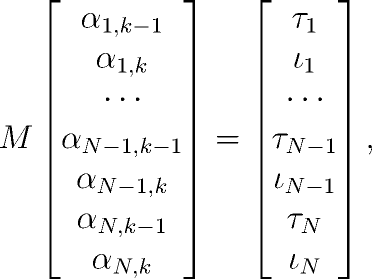 α_{1,k−1} τ_1
α_{1,k} ι_1
⋯ ⋯
M α_{N−1,k−1} = τ_{N−1} ,
α_{N−1,k} ι_{N−1}
α_{N,k−1} τ_N
α_{N,k} ι_N